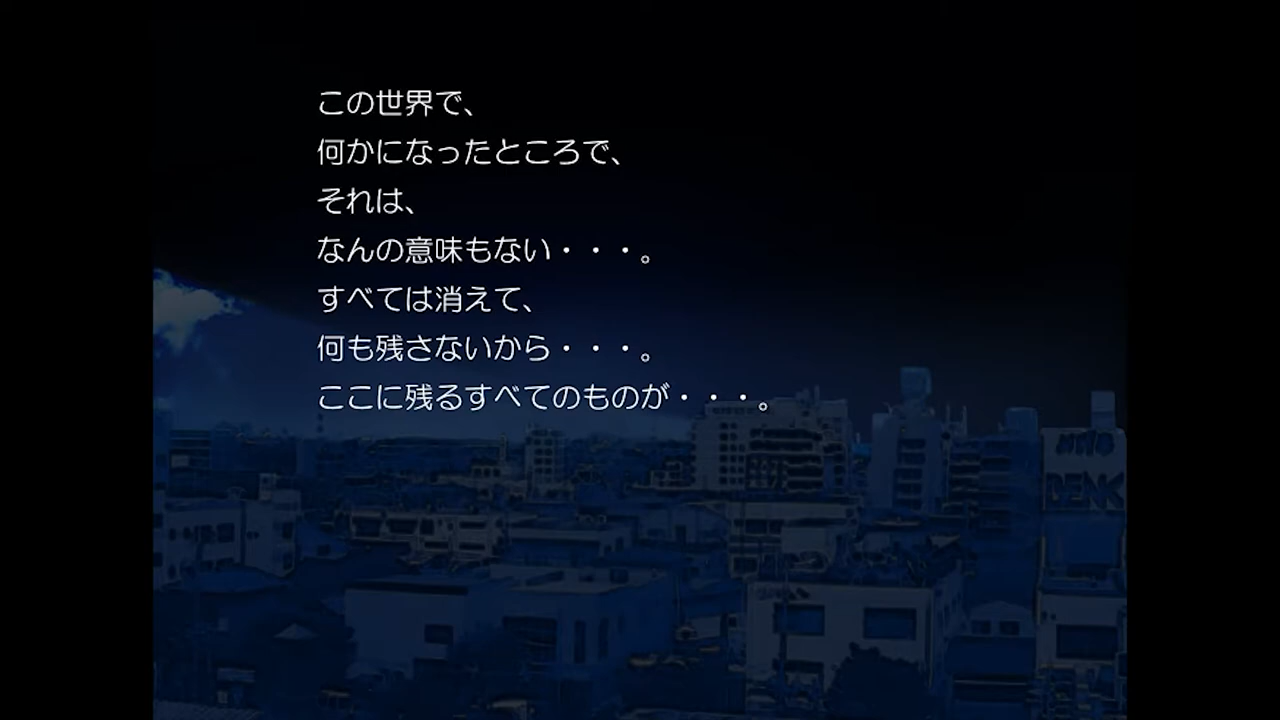 この世界で、
何かになったところで、
それは、
なんの意味もない・・・。
すべては消えて、
何も残さないから・・・。
ここに残るすべてのものが・・・。